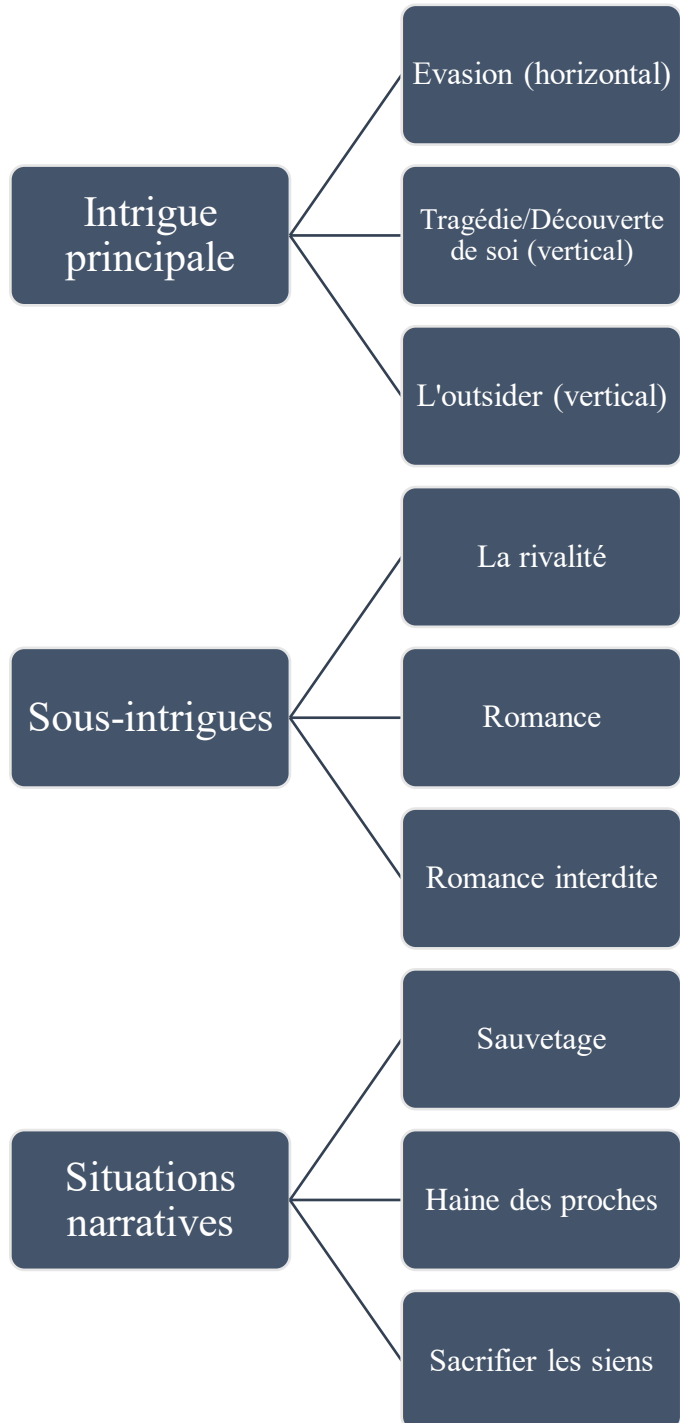 Evasion (horizontal)
Intrigue
principale
Tragédie/Découverte
de soi (vertical)
L'outsider (vertical)
La rivalité
Sous-intrigues
Romance
Romance interdite
Sauvetage
Situations
narratives
Haine des proches
Sacrifier les siens